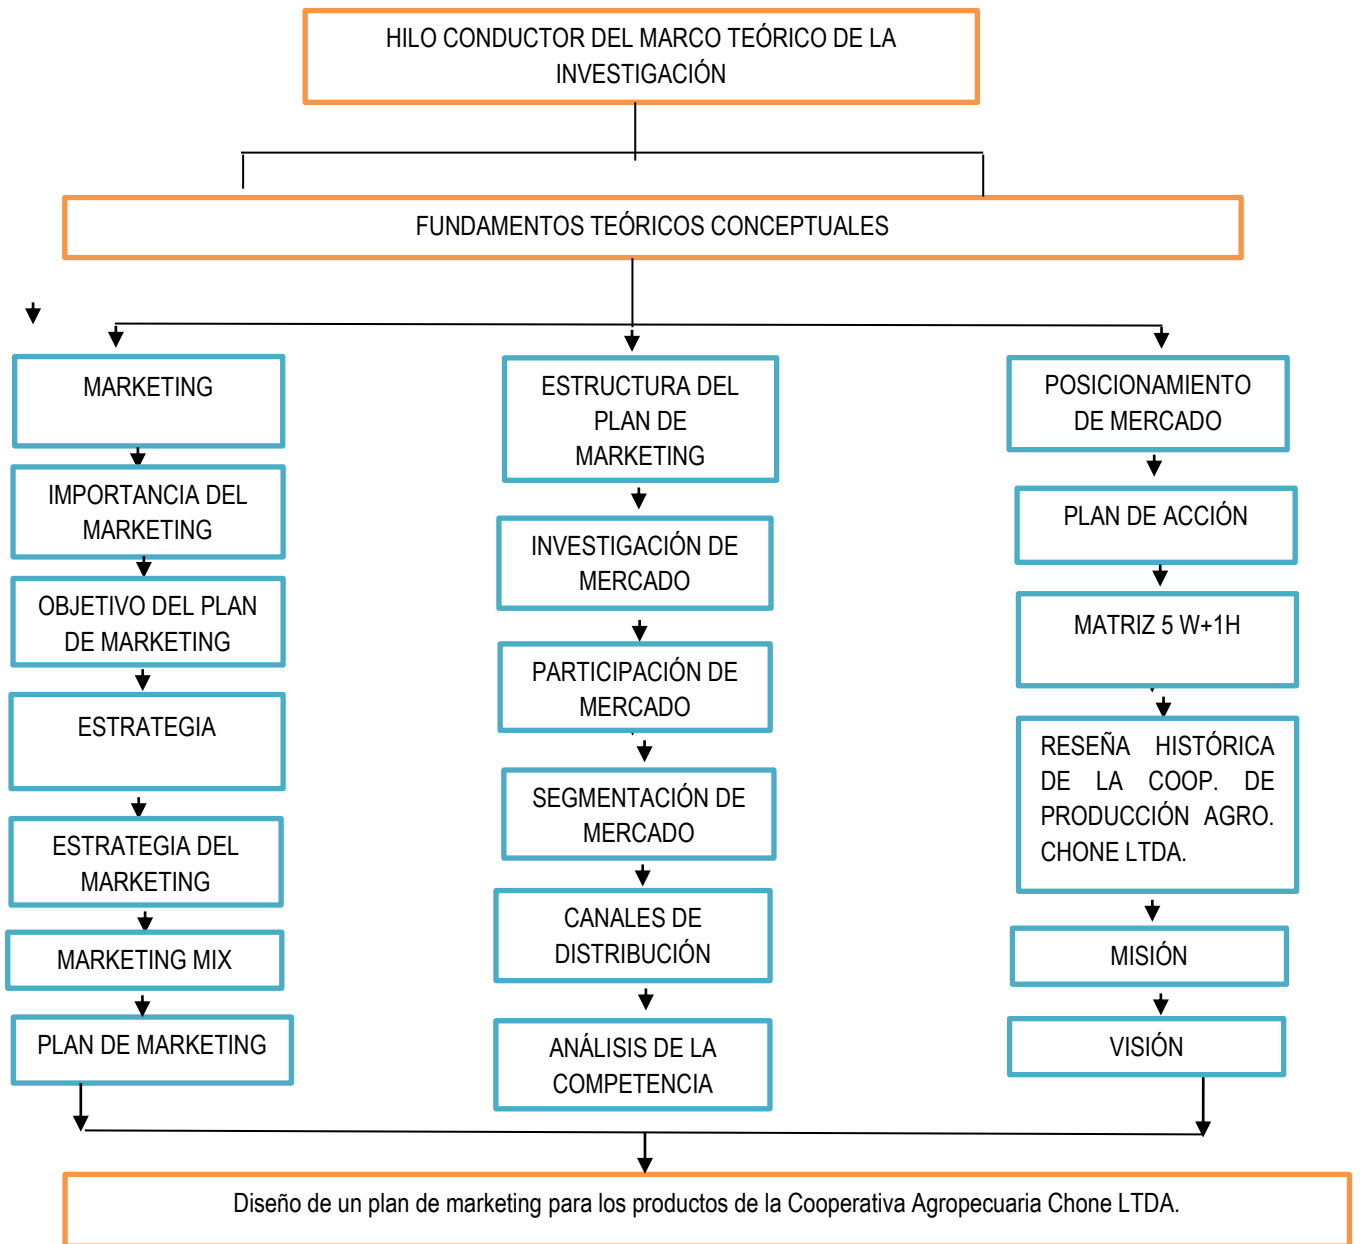 HILO CONDUCTOR DEL MARCO TEÓRICO DE LA
INVESTIGACIÓN
FUNDAMENTOS TEÓRICOS CONCEPTUALES
MARKETING
IMPORTANCIA DEL
MARKETING
OBJETIVO DEL PLAN
DE MARKETING
ESTRATEGIA
ESTRATEGIA DEL
MARKETING
MARKETING MIX
PLAN DE MARKETING
ESTRUCTURA DEL
PLAN DE
MARKETING
INVESTIGACIÓN DE
MERCADO
PARTICIPACIÓN DE
MERCADO
SEGMENTACIÓN DE
MERCADO
CANALES DE
DISTRIBUCIÓN
ANÁLISIS DE LA
COMPETENCIA
POSICIONAMIENTO
DE MERCADO
PLAN DE ACCIÓN
MATRIZ 5 W+1H
RESEÑA HISTÓRICA
DE LA COOP. DE
PRODUCCIÓN AGRO.
CHONE LTDA.
MISIÓN
VISIÓN
Diseño de un plan de marketing para los productos de la Cooperativa Agropecuaria Chone LTDA.